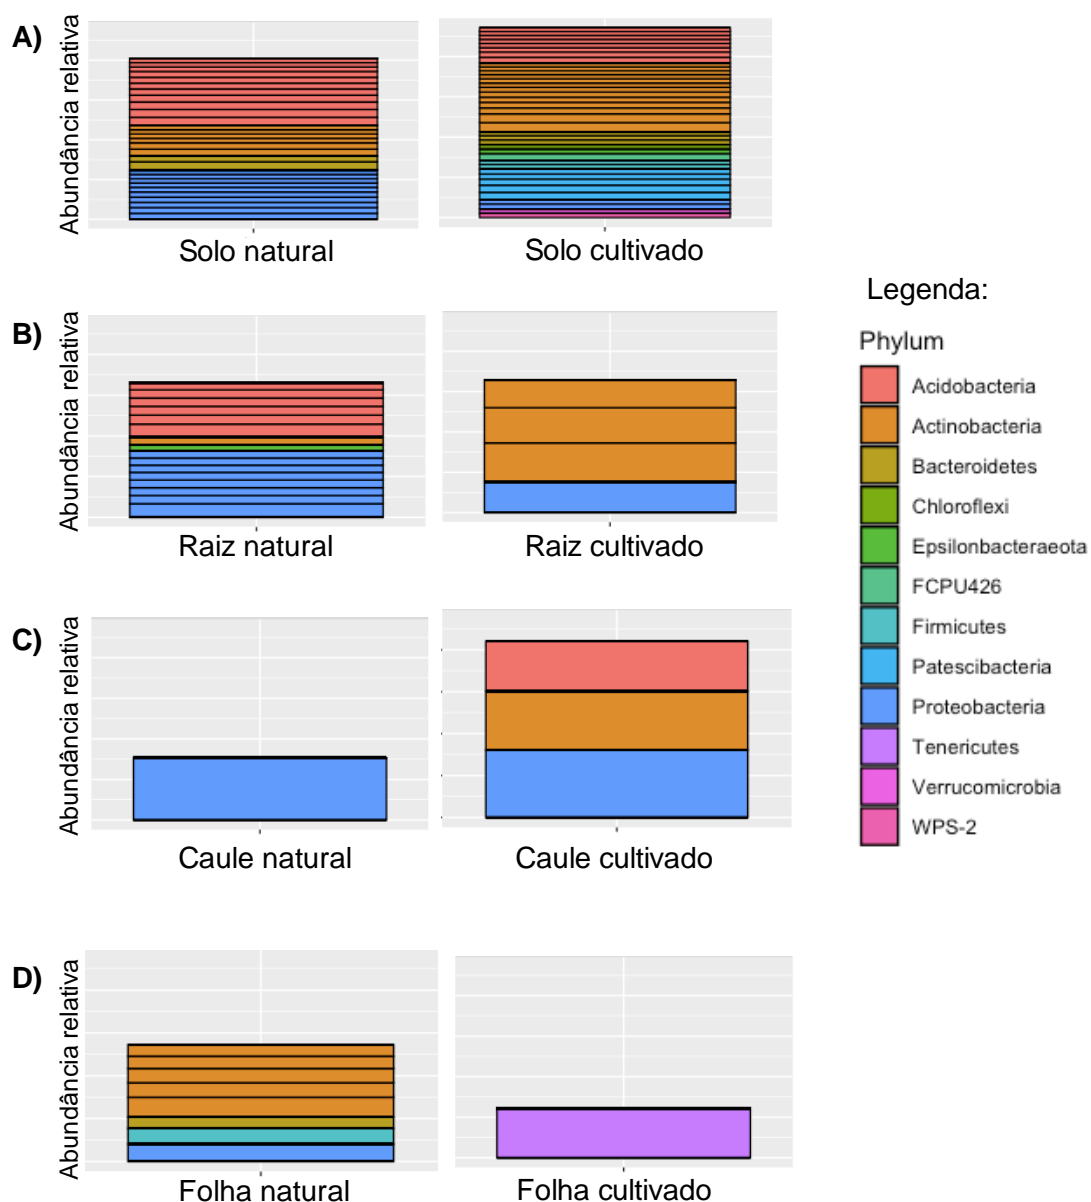 A)
Abundância relativa
Solo natural
Solo cultivado
B)
Abundância relativa
Raiz natural
Raiz cultivado
C)
Abundância relativa
Caule natural
Caule cultivado
D)
Abundância relativa
Folha natural
Folha cultivado
Legenda:
Phylum
Acidobacteria
Actinobacteria
Bacteroidetes
Chloroflexi
Epsilonbacteraeota
FCPU426
Firmicutes
Patescibacteria
Proteobacteria
Tenericutes
Verrucomicrobia
WPS-2